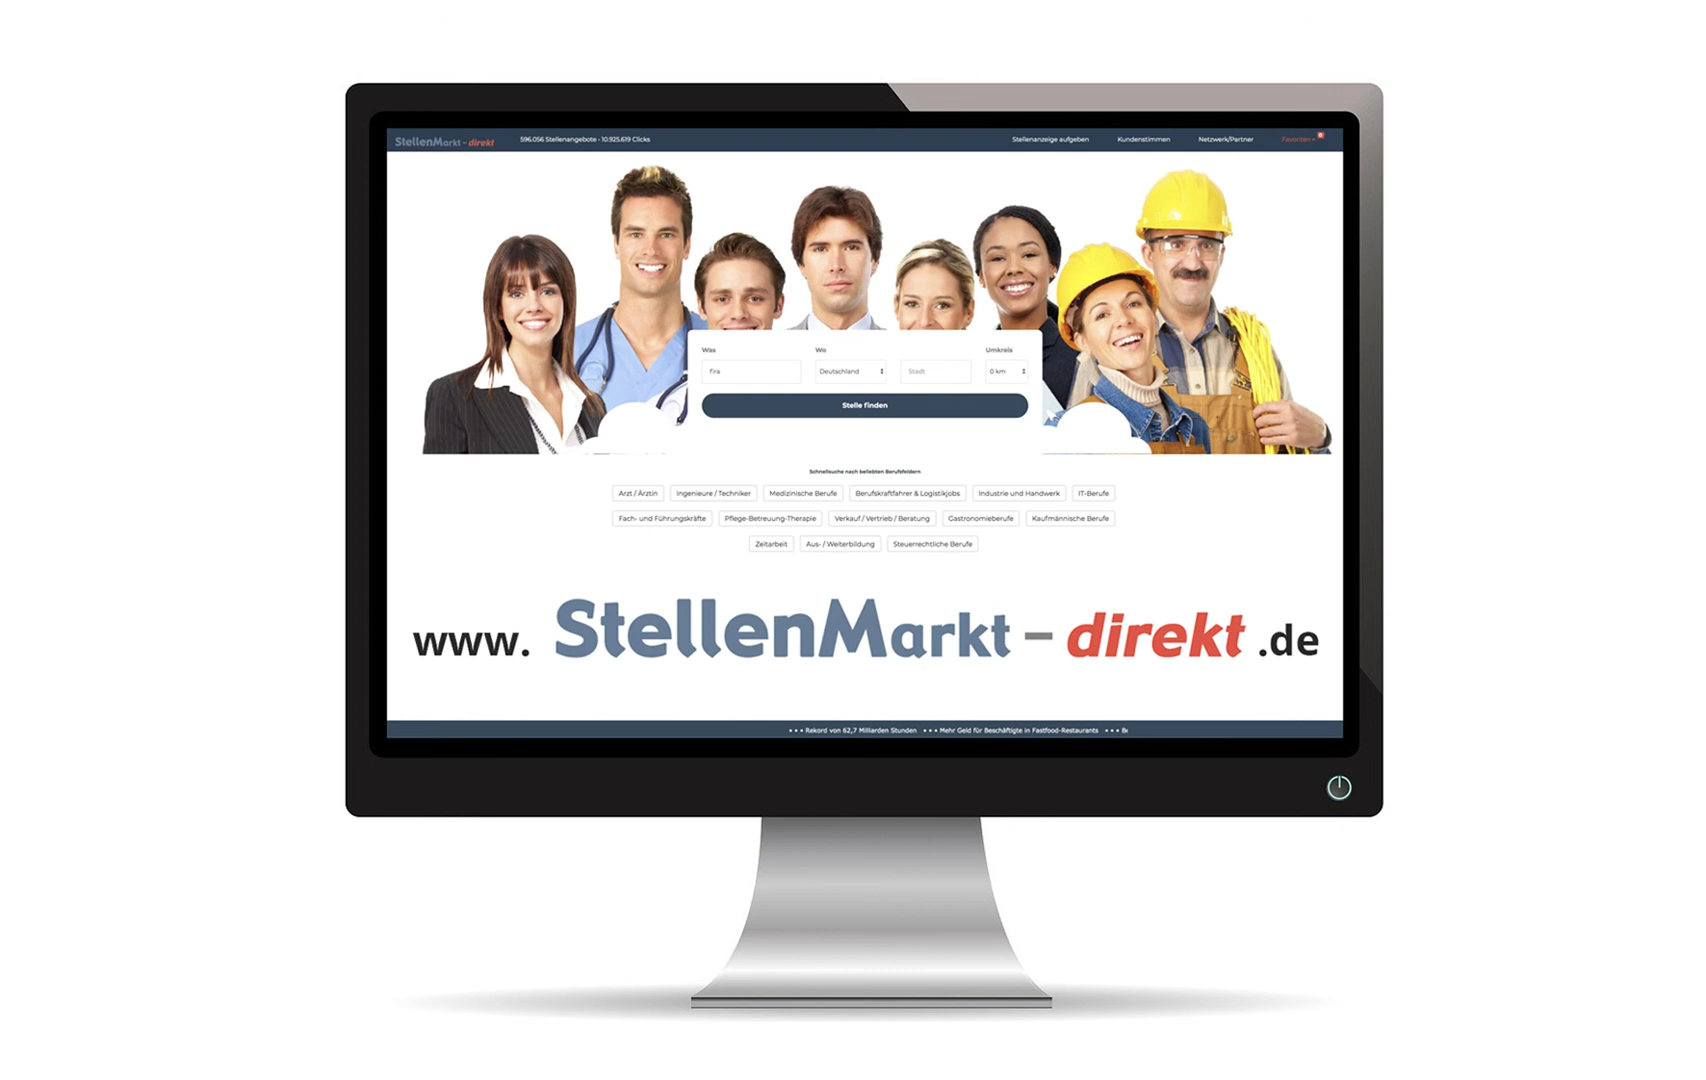 StellenMarkt - direkt 596.056 Stellenangebote - 10.925.619 Clicks Stellenanzeige aufgeben Kundenstimmen Netzwerk/Partner Favoriten
Was Wo Umkreis
fira Deutschland Stadt 0 km
Stelle finden
Schnellsuche nach beliebten Berufsfeldern
Arzt / Ärztin Ingenieure / Techniker Medizinische Berufe Berufskraftfahrer & Logistikjobs Industrie und Handwerk IT-Berufe
Fach- und Führungskräfte Pflege-Betreuung-Therapie Verkauf / Vertrieb / Beratung Gastronomieberufe Kaufmännische Berufe
Zeitarbeit Aus- / Weiterbildung Steuerrechtliche Berufe
www. StellenMarkt - direkt .de
• • • Rekord von 62,7 Milliarden Stunden • • • Mehr Geld für Beschäftigte in Fastfood-Restaurants • • • Be